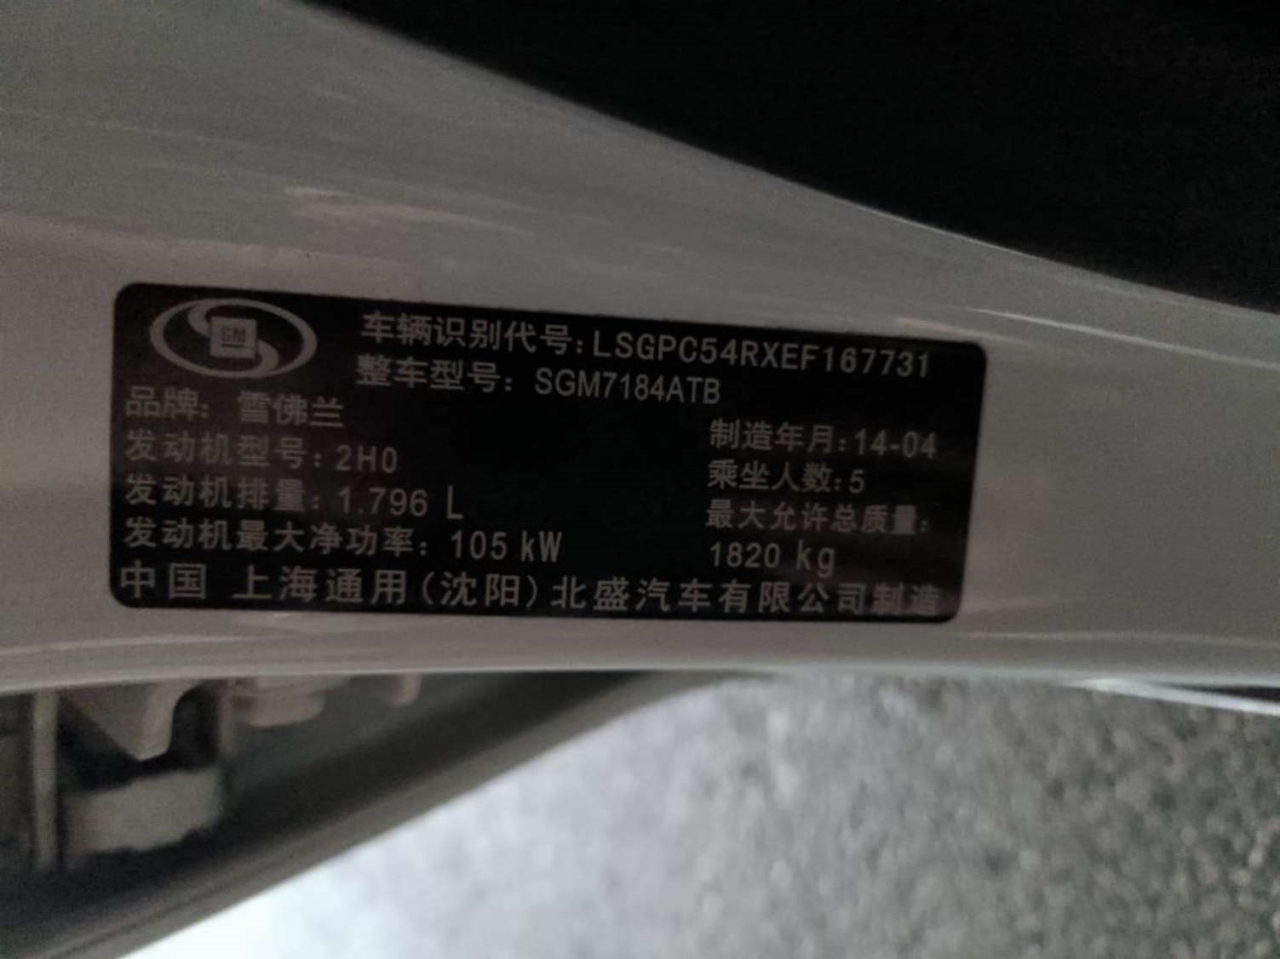 GM
车辆识别代号:LSGPC54RXEF167731
整车型号: SGM7184ATB
品牌: 雪佛兰
制造年月:14-04
发动机型号:2H0
乘坐人数:5
发动机排量:1.796 L
最大允许总质量:
发动机最大净功率: 105 kW
1820 kg
中国 上海通用(沈阳)北盛汽车有限公司制造